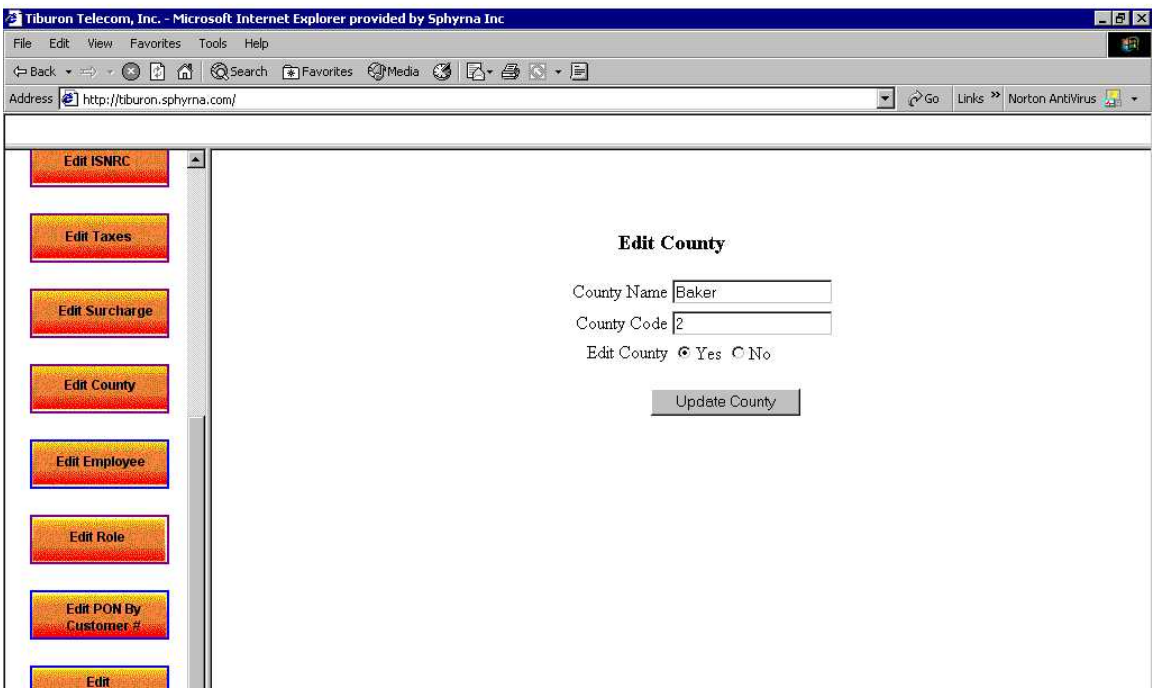 Tiburon Telecom, Inc. - Microsoft Internet Explorer provided by Sphyrna Inc
File Edit View Favorites Tools Help
Back Search Favorites Media
Address http://tiburon.sphyrna.com/ Go Links » Norton AntiVirus
Edit ISNRC
Edit Taxes
Edit Surcharge
Edit County
Edit Employee
Edit Role
Edit PON By
Customer #
Edit
Edit County
County Name Baker
County Code 2
Edit County Yes No
Update County